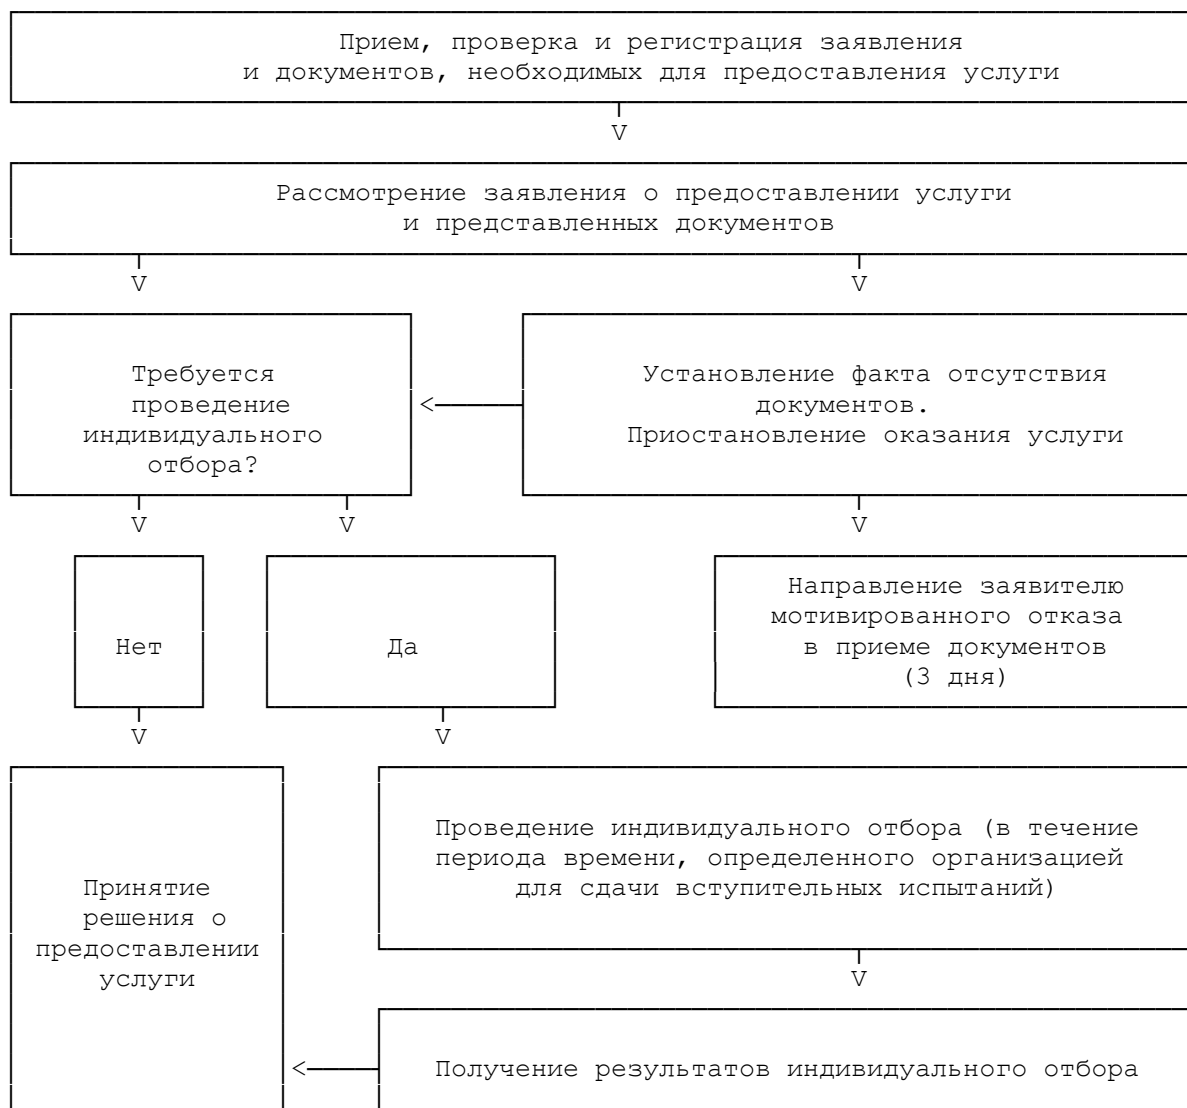 Прием, проверка и регистрация заявления
и документов, необходимых для предоставления услуги
V
Рассмотрение заявления о предоставлении услуги
и представленных документов
V
V
Требуется
проведение
индивидуального
отбора?
<
Установление факта отсутствия
документов.
Приостановление оказания услуги
V
V
V
Нет
Да
Направление заявителю
мотивированного отказа
в приеме документов
(3 дня)
V
V
Принятие
решения о
предоставлении
услуги
Проведение индивидуального отбора (в течение
периода времени, определенного организацией
для сдачи вступительных испытаний)
V
<
Получение результатов индивидуального отбора